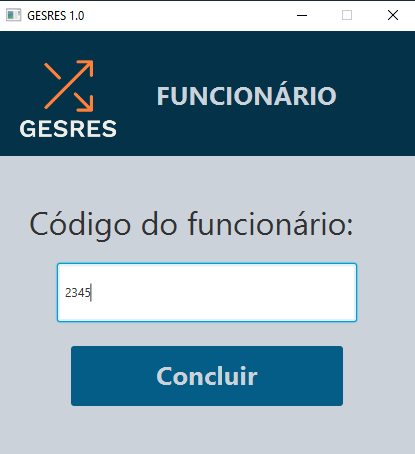 GESRES 1.0
FUNCIONÁRIO
GESRES
Código do funcionário:
2345
Concluir